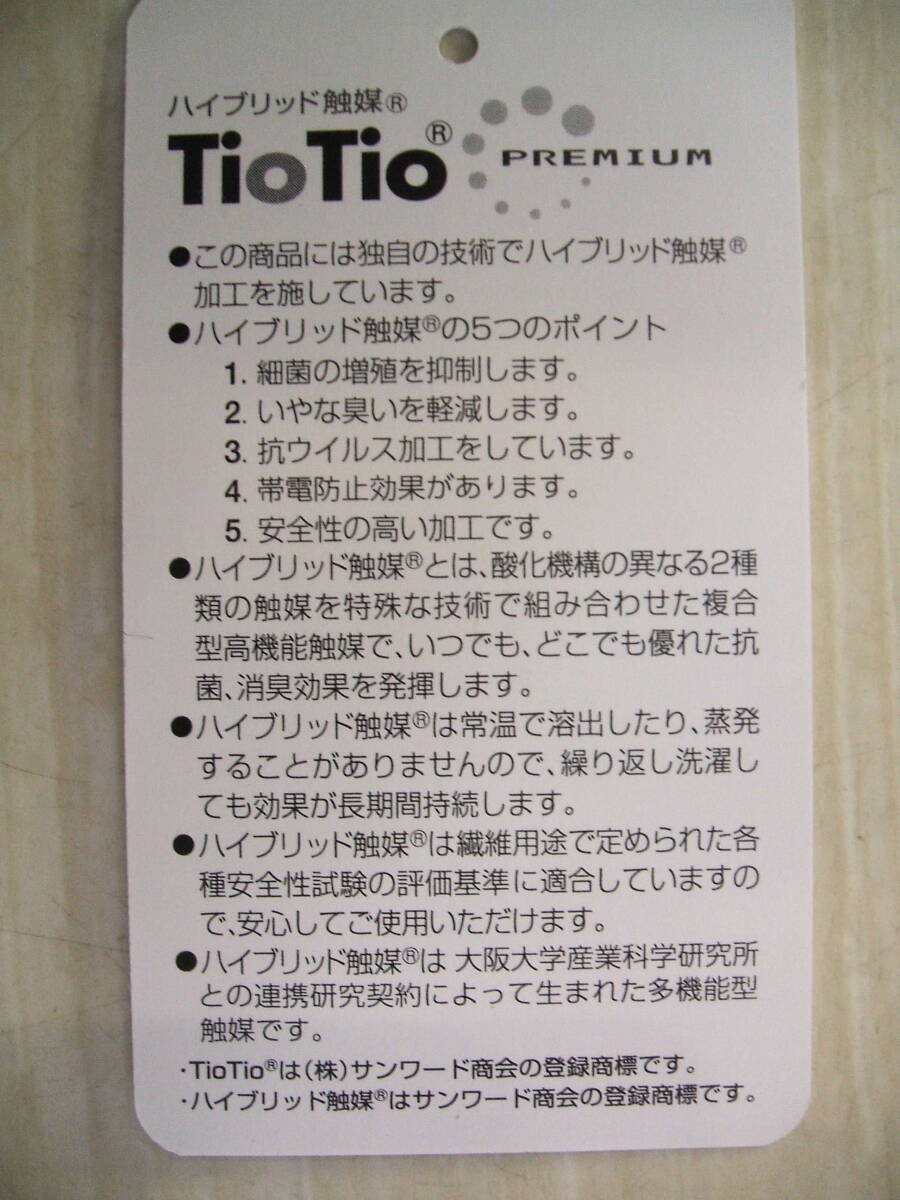 ハイブリッド触媒®
TioTio® PREMIUM
●この商品には独自の技術でハイブリッド触媒®
加工を施しています。
●ハイブリッド触媒®の5つのポイント
1. 細菌の増殖を抑制します。
2. いやな臭いを軽減します。
3. 抗ウイルス加工をしています。
4. 帯電防止効果があります。
5. 安全性の高い加工です。
●ハイブリッド触媒®とは、酸化機構の異なる2種
類の触媒を特殊な技術で組み合わせた複合
型高機能触媒で、いつでも、どこでも優れた抗
菌、消臭効果を発揮します。
●ハイブリッド触媒®は常温で溶出したり、蒸発
することがありませんので、繰り返し洗濯し
ても効果が長期間持続します。
●ハイブリッド触媒®は繊維用途で定められた各
種安全性試験の評価基準に適合していますの
で、安心してご使用いただけます。
●ハイブリッド触媒®は 大阪大学産業科学研究所
との連携研究契約によって生まれた多機能型
触媒です。
・TioTio®は(株)サンワード商会の登録商標です。
・ハイブリッド触媒®はサンワード商会の登録商標です。